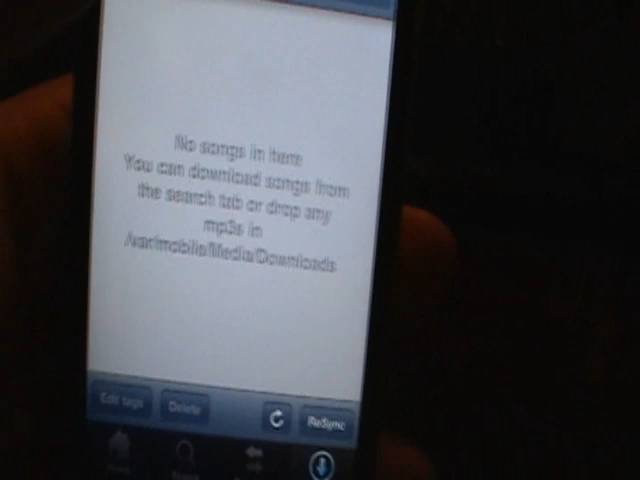 No songs in here
You can download songs from
the search tab or drop any
mp3s in
/var/mobile/Media/Downloads
Edit tags
Delete
ReSync